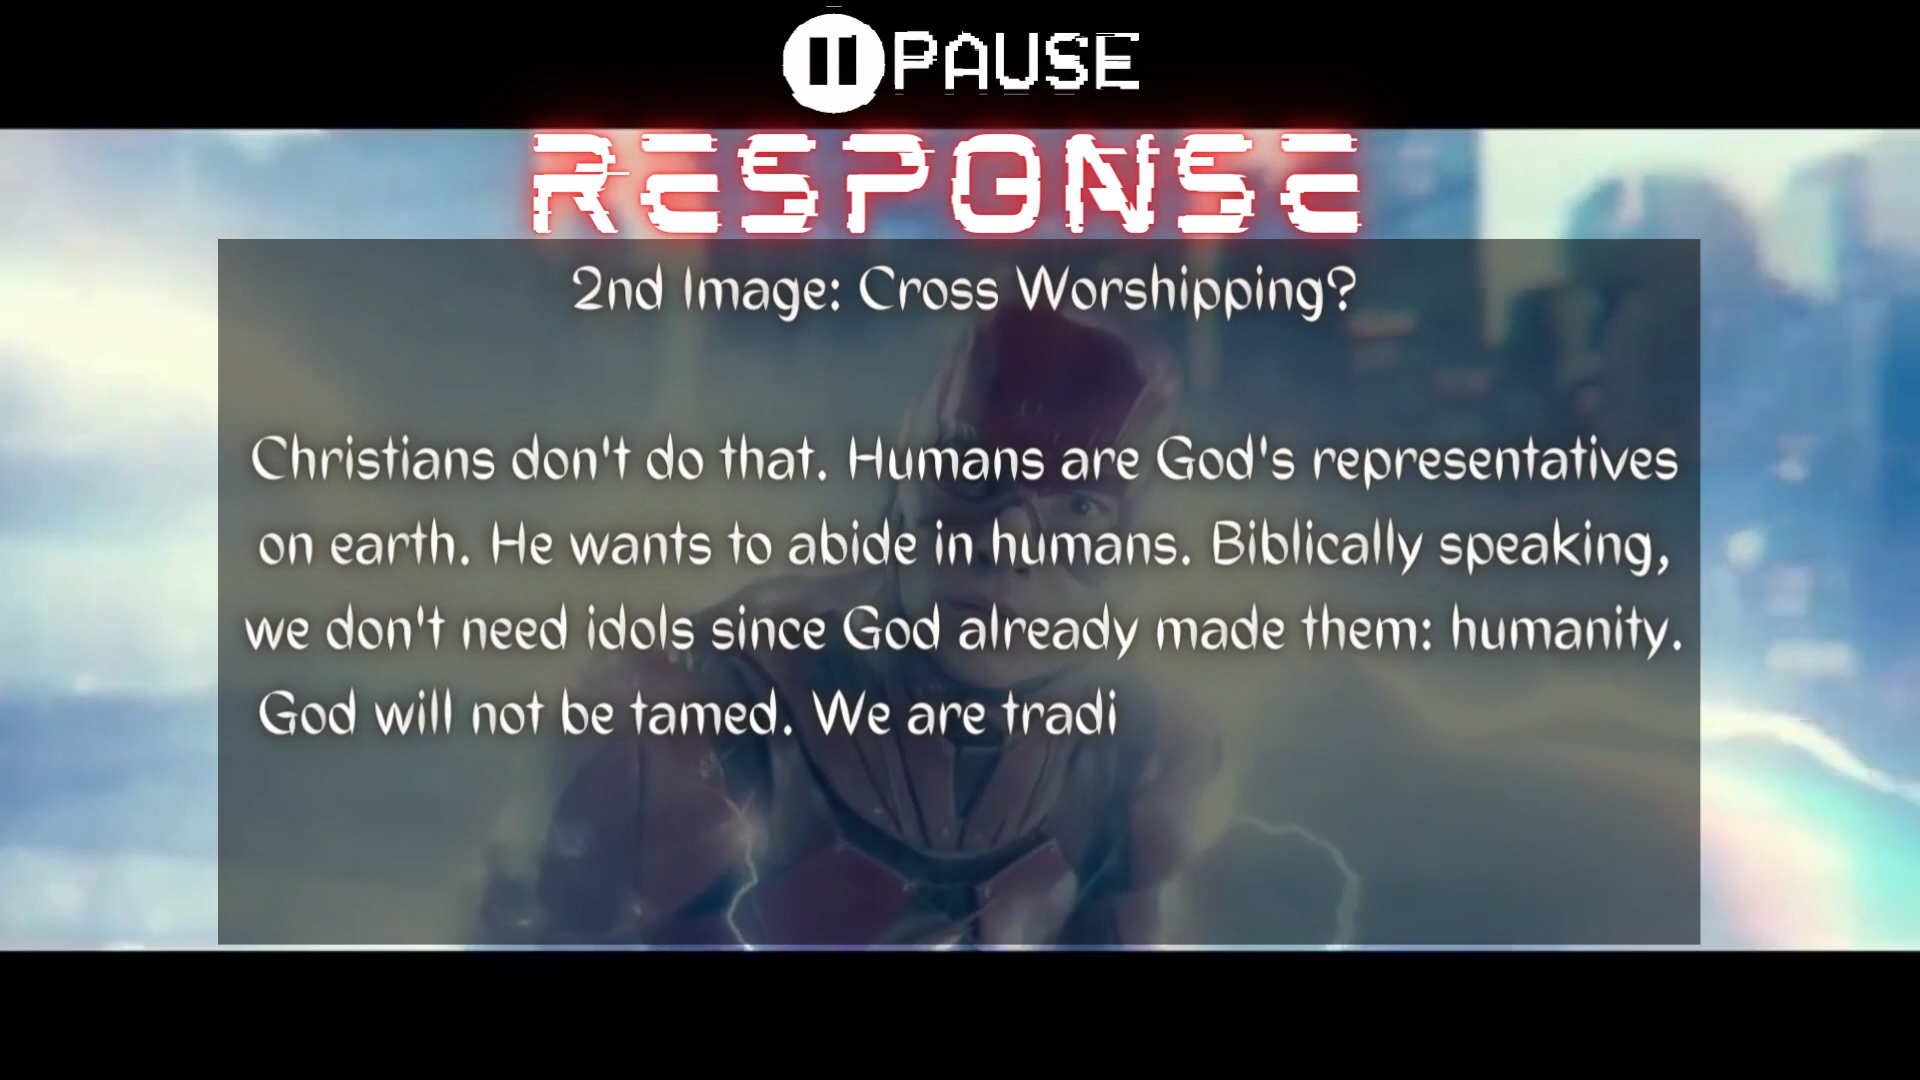 PAUSE
RESPONSE
2nd Image: Cross Worshipping?
Christians don't do that. Humans are God's representatives
on earth. He wants to abide in humans. Biblically speaking,
we don't need idols since God already made them: humanity.
God will not be tamed. We are tradi